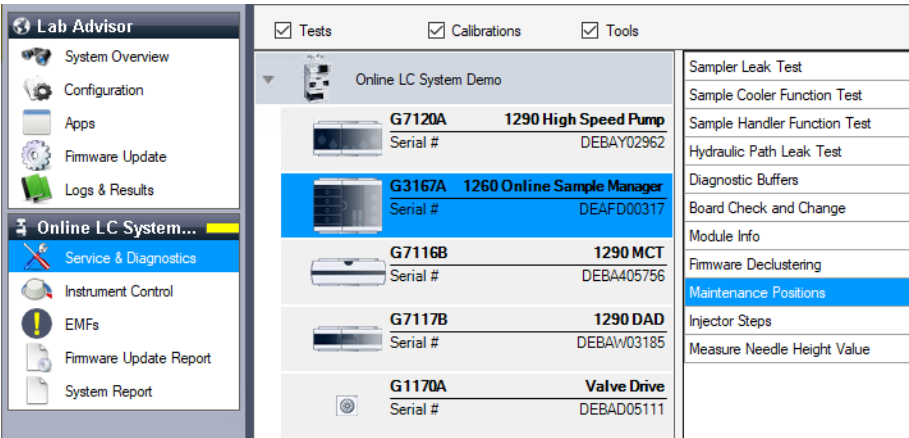 Lab Advisor
System Overview
Configuration
Apps
Firmware Update
Logs & Results
Online LC System...
Service & Diagnostics
Instrument Control
EMFs
Firmware Update Report
System Report
Tests Calibrations Tools
Online LC System Demo
G7120A 1290 High Speed Pump
Serial # DEBAY02962
G3167A 1260 Online Sample Manager
Serial # DEAFD00317
G7116B 1290 MCT
Serial # DEBA405756
G7117B 1290 DAD
Serial # DEBAW03185
G1170A Valve Drive
Serial # DEBAD05111
Sampler Leak Test
Sample Cooler Function Test
Sample Handler Function Test
Hydraulic Path Leak Test
Diagnostic Buffers
Board Check and Change
Module Info
Firmware Declustering
Maintenance Positions
Injector Steps
Measure Needle Height Value